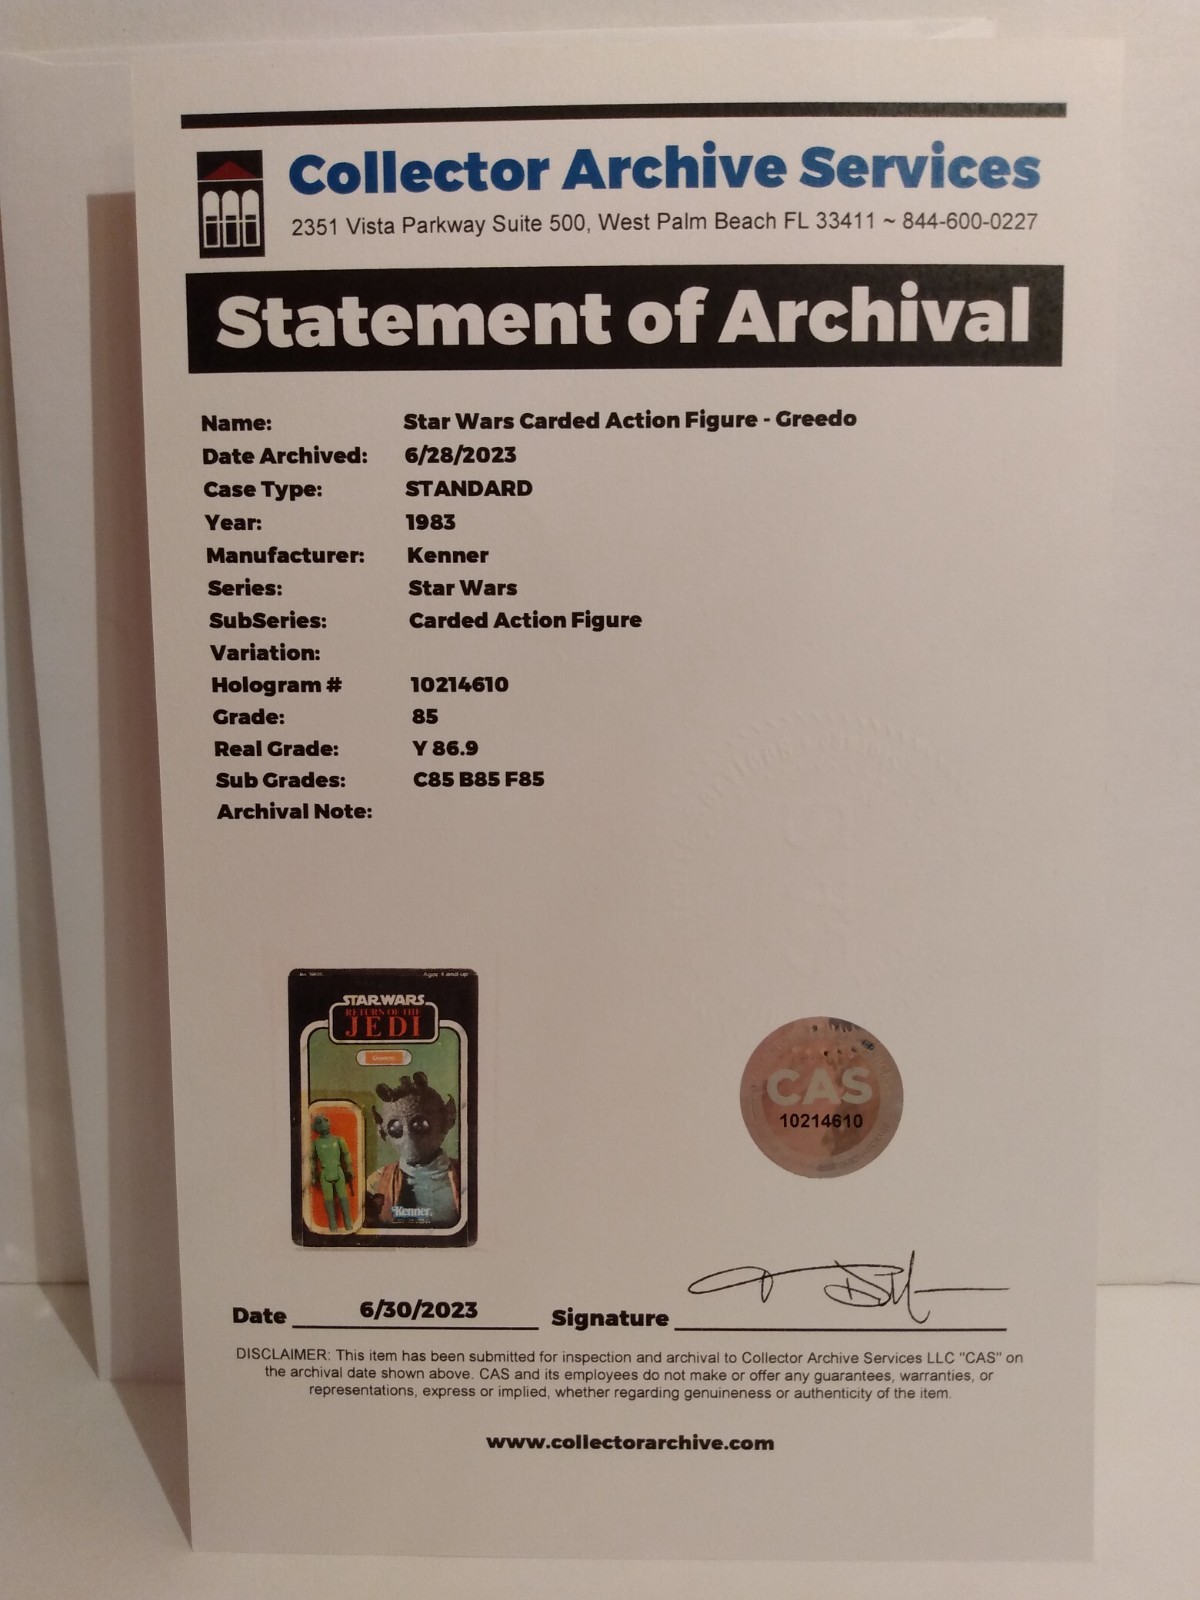 Collector Archive Services
2351 Vista Parkway Suite 500, West Palm Beach FL 33411 ~ 844-600-0227
Statement of Archival
Name: Star Wars Carded Action Figure - Greedo
Date Archived: 6/28/2023
Case Type: STANDARD
Year: 1983
Manufacturer: Kenner
Series: Star Wars
SubSeries: Carded Action Figure
Variation:
Hologram # 10214610
Grade: 85
Real Grade: Y 86.9
Sub Grades: C85 B85 F85
Archival Note:
Ages 4 and up
STAR WARS
RETURN OF THE
JEDI
Greedo
Kenner
CAS
10214610
Date 6/30/2023 Signature
DISCLAIMER: This item has been submitted for inspection and archival to Collector Archive Services LLC "CAS" on
the archival date shown above. CAS and its employees do not make or offer any guarantees, warranties, or
representations, express or implied, whether regarding genuineness or authenticity of the item.
www.collectorarchive.com